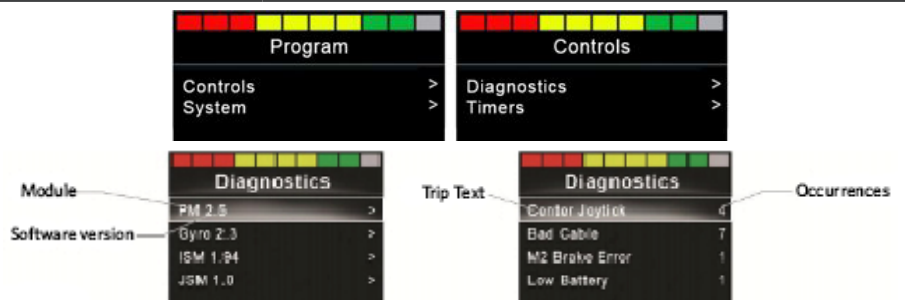 Program
Controls >
System >
Controls
Diagnostics >
Timers >
Module
Software version
Diagnostics
PM 2.5 >
Gyro 2.3 >
ISM 1.94 >
JSM 1.0 >
Trip Text
Occurrences
Diagnostics
Center Joytick 4
Bad Cable 7
M2 Brake Error 1
Low Battery 1